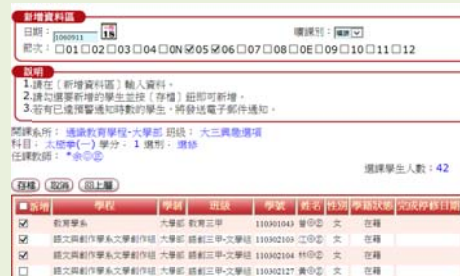 新增資料區
日期： 1060911 18 曠課別： 曠課
節次： 01 02 03 04 0N 05 06 07 08 0E 09 10 11 12
說明
1.請在〔新增資料區〕輸入資料。
2.請勾選要新增的學生並按〔存檔〕鈕即可新增。
3.若有已達預警通知時數的學生，將發送電子郵件通知。
開課系所： 通識教育學程-大學部 班級： 大三興趣選項
科目： 太極拳(一) 學分： 1 選別： 選修
任課教師：
選課學生人數：42
存檔 取消 回上層
新增 學程 學制 班級 學號 姓名 性別 學籍狀態 完成停修日期
教育學系 大學部 教育三甲 110301043 女 在籍
語文與創作學系文學創作組 大學部 語創三甲-文學組 110302103 江 女 在籍
語文與創作學系文學創作組 大學部 語創三甲-文學組 110302104 林 女 在籍
語文與創作學系文學創作組 大學部 語創三甲-文學組 110302127 黃 女 在籍